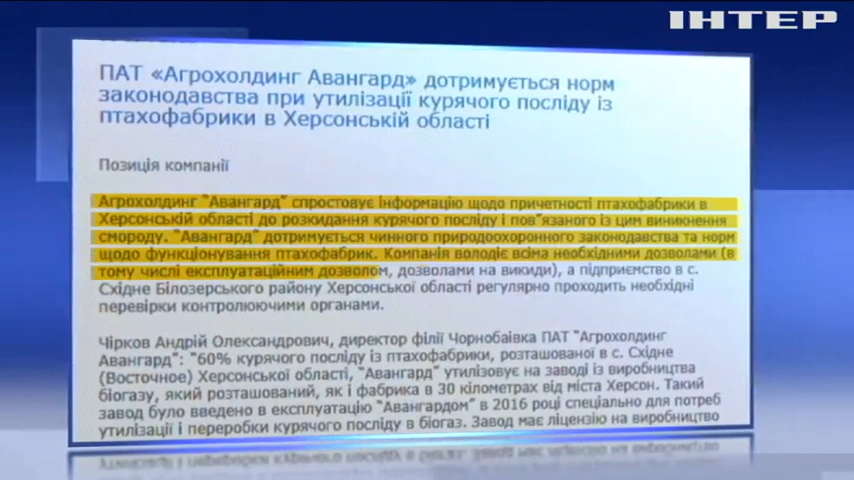 ІНТЕР
ПАТ «Агрохолдинг Авангард» дотримується норм
законодавства при утилізації курячого посліду із
птахофабрики в Херсонській області
Позиція компанії
Агрохолдинг "Авангард" спростовує інформацію щодо причетності птахофабрики в
Херсонській області до розкидання курячого посліду і пов"язаного із цим виникнення
смороду. "Авангард" дотримується чинного природоохоронного законодавства та норм
щодо функціонування птахофабрик. Компанія володіє всіма необхідними дозволами (в
тому числі експлуатаційним дозволом, дозволами на викиди), а підприємство в с.
Східне Білозерського району Херсонської області регулярно проходить необхідні
перевірки контролюючими органами.
Чірков Андрій Олександрович, директор філії Чорнобаївка ПАТ "Агрохолдинг
Авангард": "60% курячого посліду із птахофабрики, розташованої в с. Східне
(Восточное) Херсонської області, "Авангард" утилізовує на заводі із виробництва
біогазу, який розташований, як і фабрика в 30 кілометрах від міста Херсон. Такий
завод було введено в експлуатацію "Авангардом" в 2016 році спеціально для потреб
утилізації і переробки курячого посліду в біогаз. Завод має ліцензію на виробництво